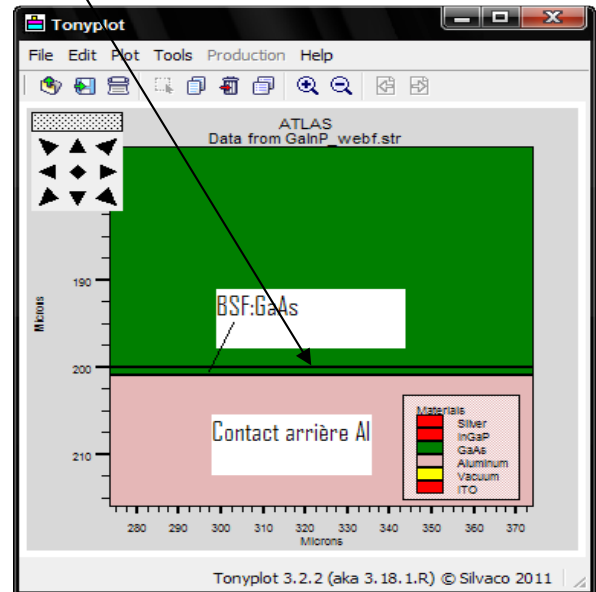 Tonyplot
File Edit Plot Tools Production Help
ATLAS
Data from GaInP_webf.str
190
200
210
Microns
BSF:GaAs
Contact arrière Al
Materials
Silver
InGaP
GaAs
Aluminum
Vacuum
ITO
280 290 300 310 320 330 340 350 360 370
Microns
Tonyplot 3.2.2 (aka 3.18.1.R) © Silvaco 2011